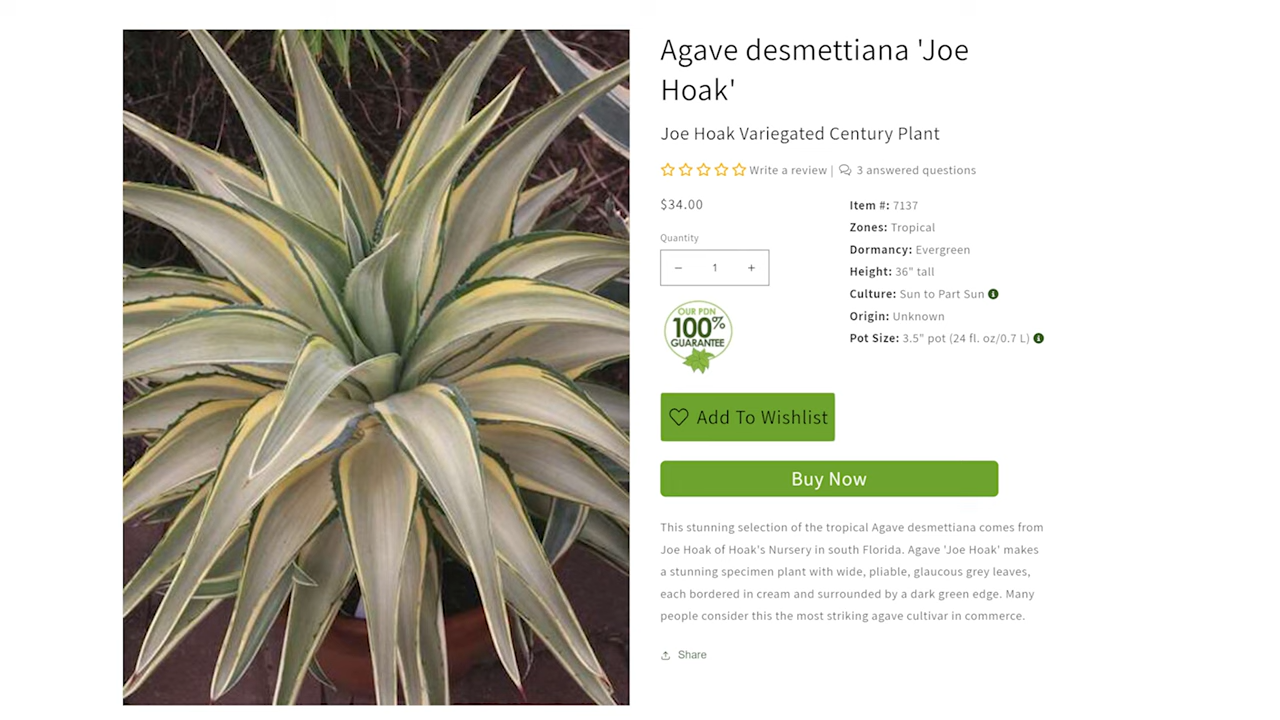 Agave desmettiana 'Joe
Hoak'
Joe Hoak Variegated Century Plant
Write a review | 3 answered questions
$34.00
Quantity
− 1 +
Item #: 7137
Zones: Tropical
Dormancy: Evergreen
Height: 36" tall
Culture: Sun to Part Sun
Origin: Unknown
Pot Size: 3.5" pot (24 fl. oz/0.7 L)
OUR PDN
100%
GUARANTEE
Add To Wishlist
Buy Now
This stunning selection of the tropical Agave desmettiana comes from
Joe Hoak of Hoak's Nursery in south Florida. Agave 'Joe Hoak' makes
a stunning specimen plant with wide, pliable, glaucous grey leaves,
each bordered in cream and surrounded by a dark green edge. Many
people consider this the most striking agave cultivar in commerce.
Share